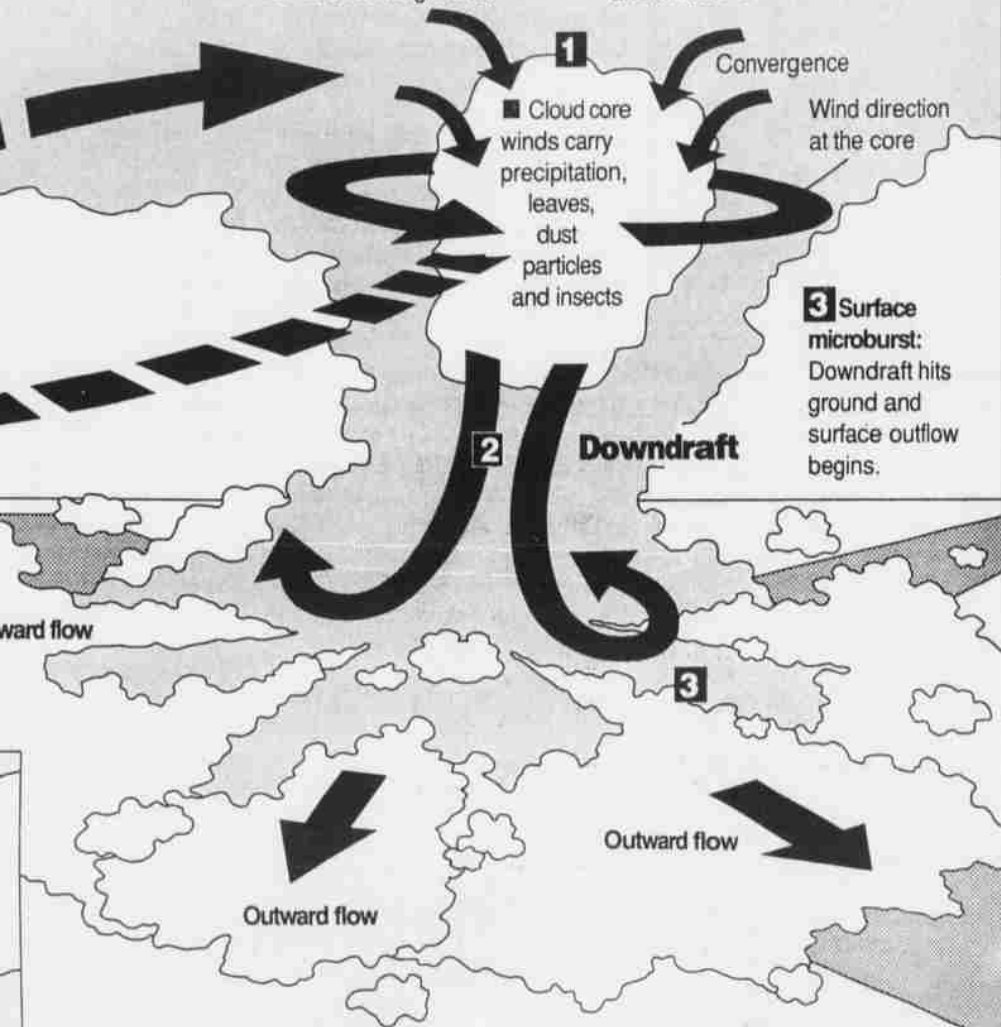 1
Convergence
■ Cloud core
winds carry
precipitation,
leaves,
dust
particles
and insects
Wind direction
at the core
3 Surface
microburst:
Downdraft hits
ground and
surface outflow
begins.
2
Downdraft
ward flow
3
Outward flow
Outward flow